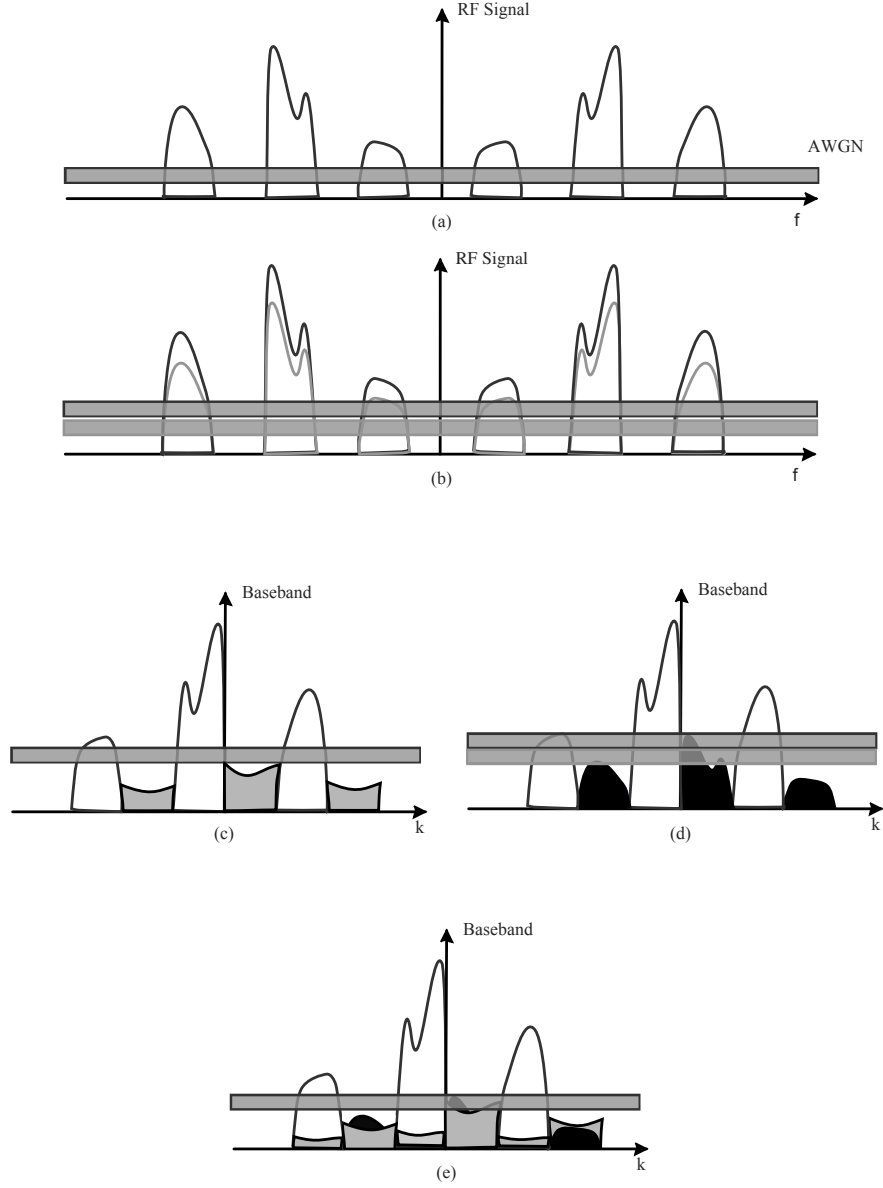 RF Signal
AWGN
f
(a)
RF Signal
f
(b)
Baseband
k
(c)
Baseband
k
(d)
Baseband
k
(e)